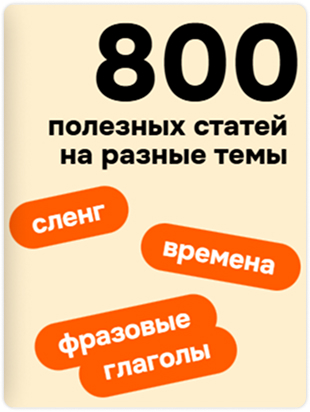 800
полезных статей
на разные темы
сленг
времена
фразовые
глаголы